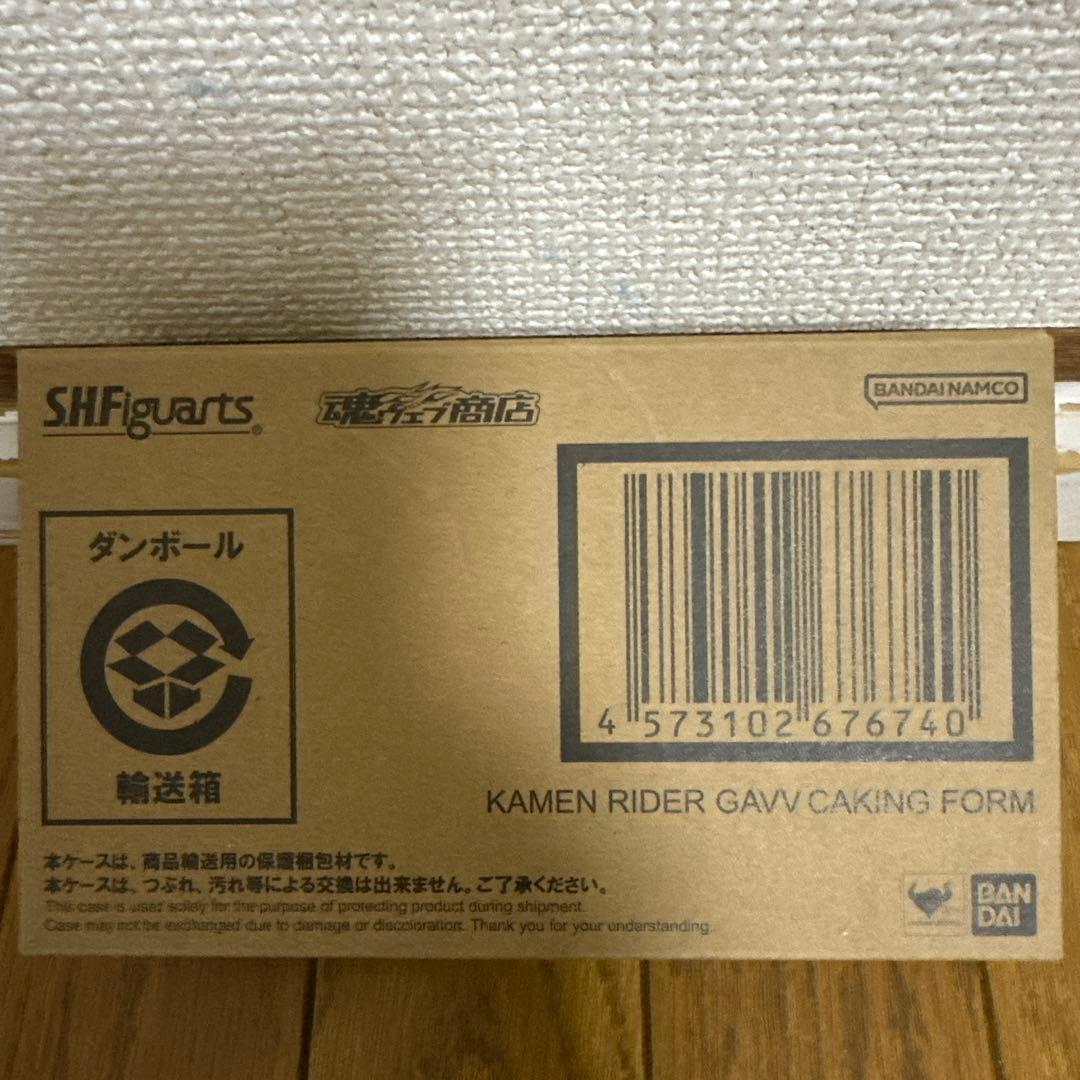 S.H.Figuarts®
魂ウェブ商店
BANDAI NAMCO
ダンボール
輸送箱
4 573102 676740
KAMEN RIDER GAVV CAKING FORM
本ケースは、商品輸送用の保護梱包材です。
本ケースは、つぶれ、汚れ等による交換は出来ません。ご了承ください。
This case is used solely for the purpose of protecting product during shipment.
Case may not be exchanged due to damage or discoloration. Thank you for your understanding.
BAN
DAI